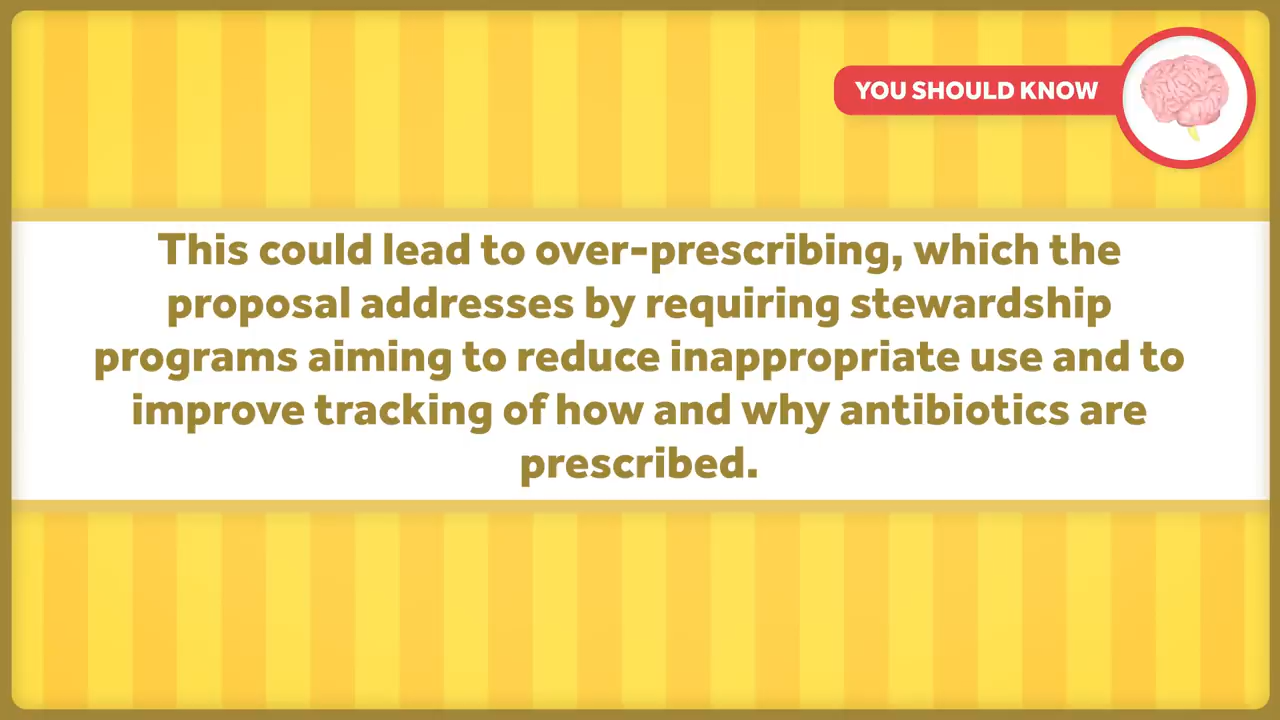 YOU SHOULD KNOW
This could lead to over-prescribing, which the
proposal addresses by requiring stewardship
programs aiming to reduce inappropriate use and to
improve tracking of how and why antibiotics are
prescribed.